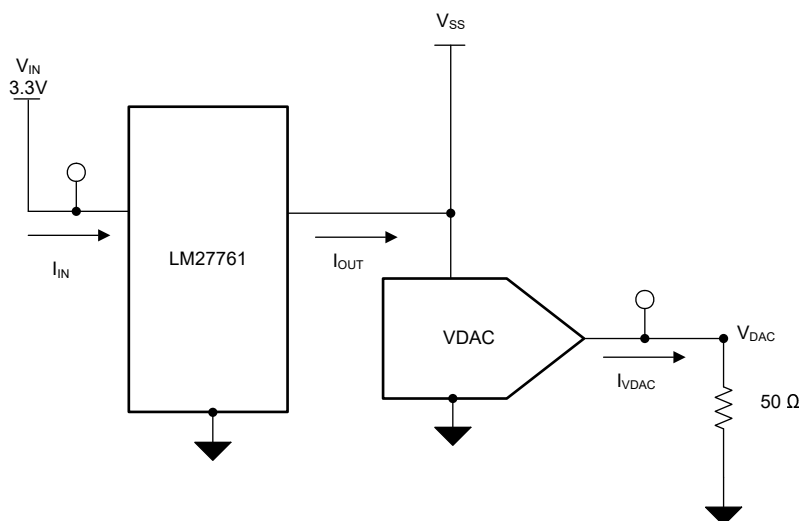 V_SS
V_IN
3.3V
LM27761
I_IN
I_OUT
VDAC
V_DAC
I_VDAC
50 Ω